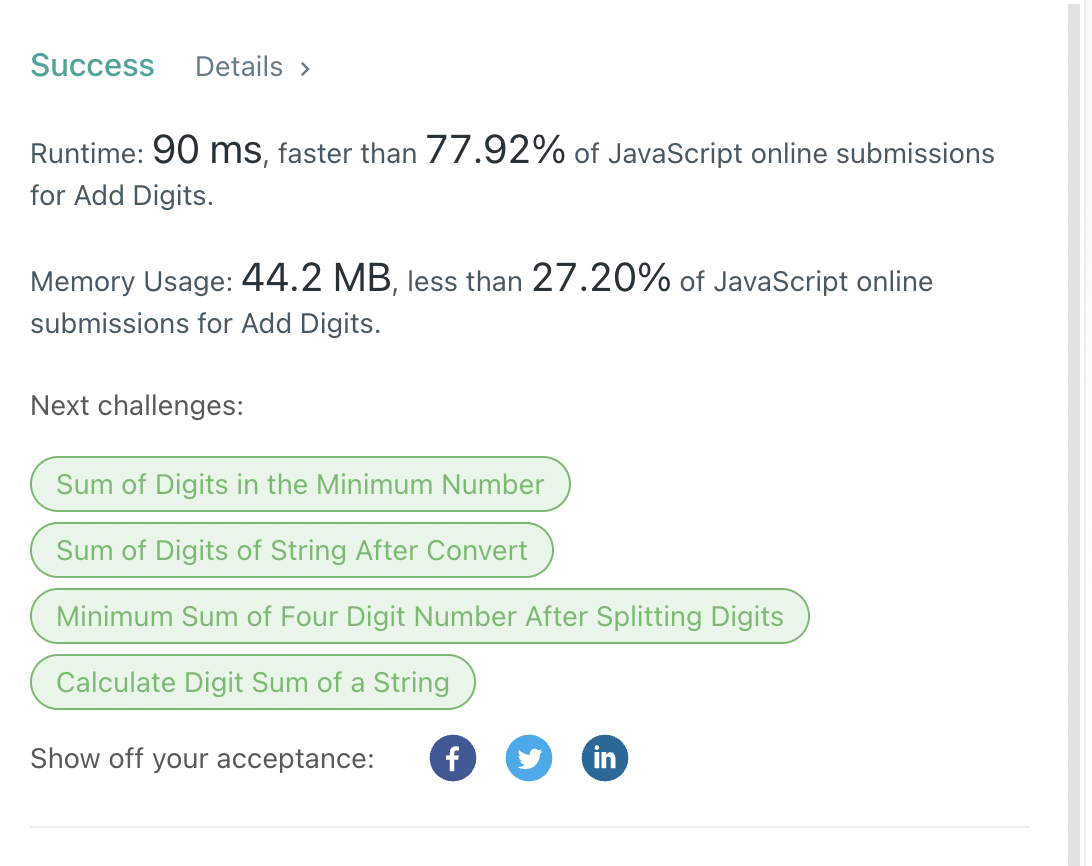 Success Details >
Runtime: 90 ms, faster than 77.92% of JavaScript online submissions
for Add Digits.
Memory Usage: 44.2 MB, less than 27.20% of JavaScript online
submissions for Add Digits.
Next challenges:
Sum of Digits in the Minimum Number
Sum of Digits of String After Convert
Minimum Sum of Four Digit Number After Splitting Digits
Calculate Digit Sum of a String
Show off your acceptance: f in